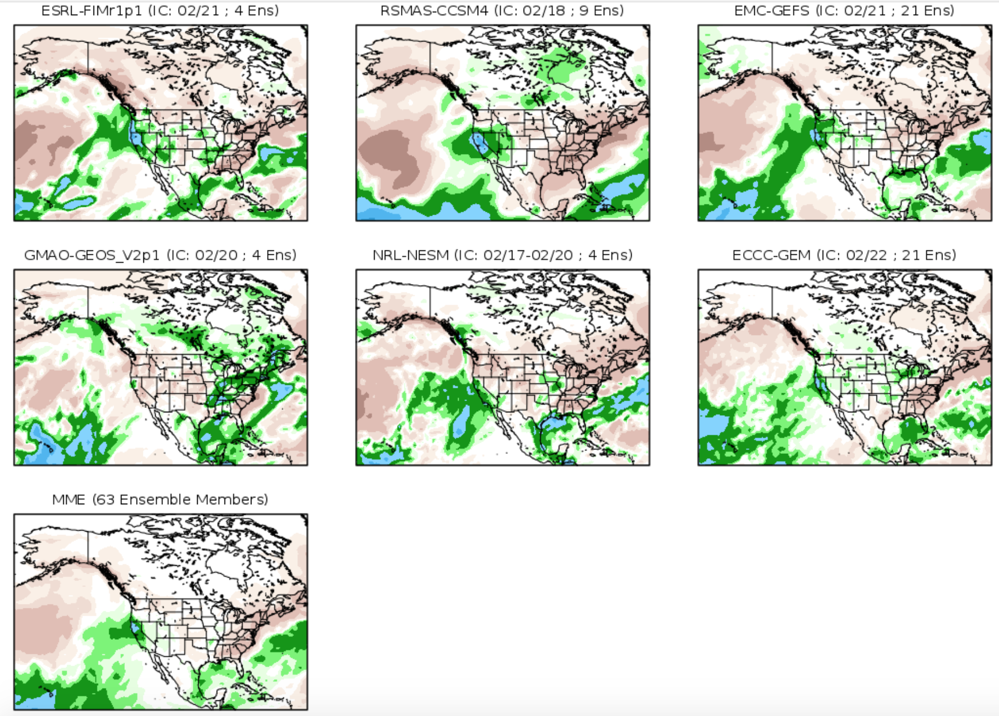 ESRL-FIMr1p1 (IC: 02/21 ; 4 Ens)
RSMAS-CCSM4 (IC: 02/18 ; 9 Ens)
EMC-GEFS (IC: 02/21 ; 21 Ens)
GMAO-GEOS_V2p1 (IC: 02/20 ; 4 Ens)
NRL-NESM (IC: 02/17-02/20 ; 4 Ens)
ECCC-GEM (IC: 02/22 ; 21 Ens)
MME (63 Ensemble Members)